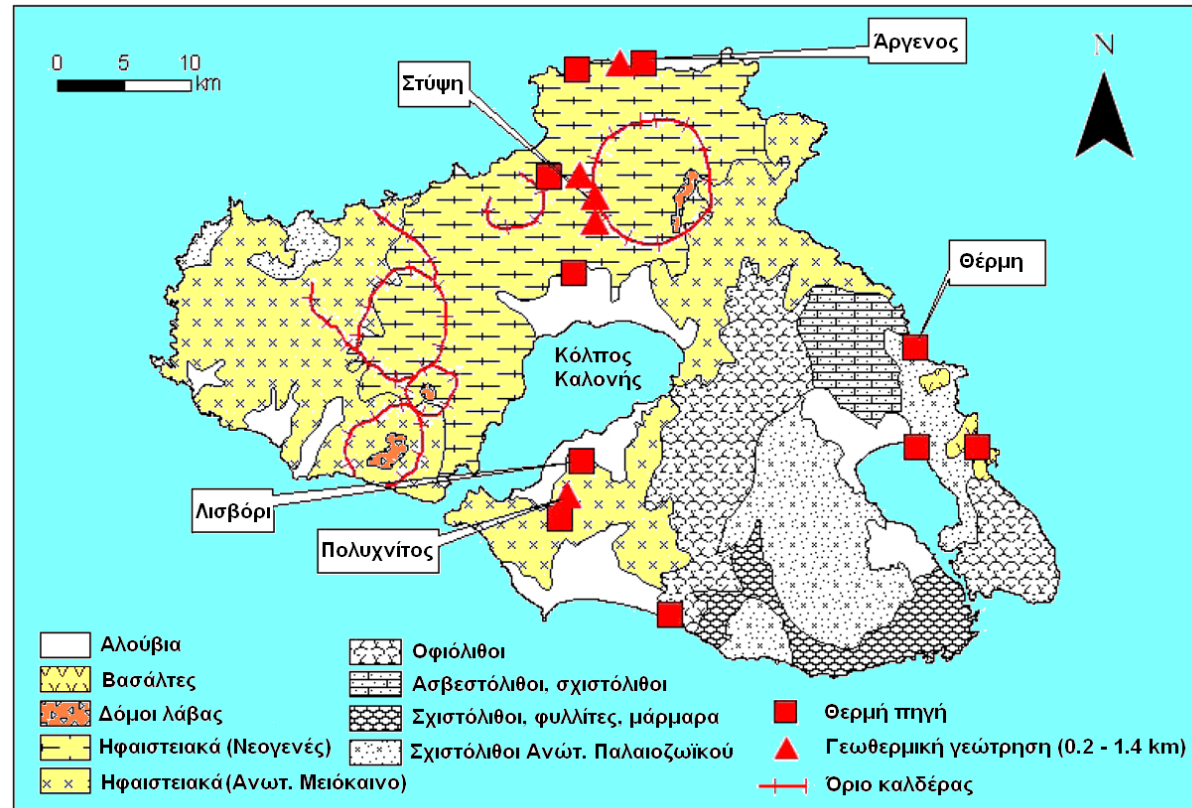 0 5 10
km
Άργενος
N
Στύψη
Θέρμη
Κόλπος
Καλονής
Λισβόρι
Πολυχνίτος
Αλούβια
Βασάλτες
Δόμοι λάβας
Ηφαιστειακά (Νεογενές)
Ηφαιστειακά (Ανωτ. Μειόκαινο)
Οφιόλιθοι
Ασβεστόλιθοι, σχιστόλιθοι
Σχιστόλιθοι, φυλλίτες, μάρμαρα
Σχιστόλιθοι Ανώτ. Παλαιοζωϊκού
Θερμή πηγή
Γεωθερμική γεώτρηση (0.2 - 1.4 km)
Όριο καλδέρας